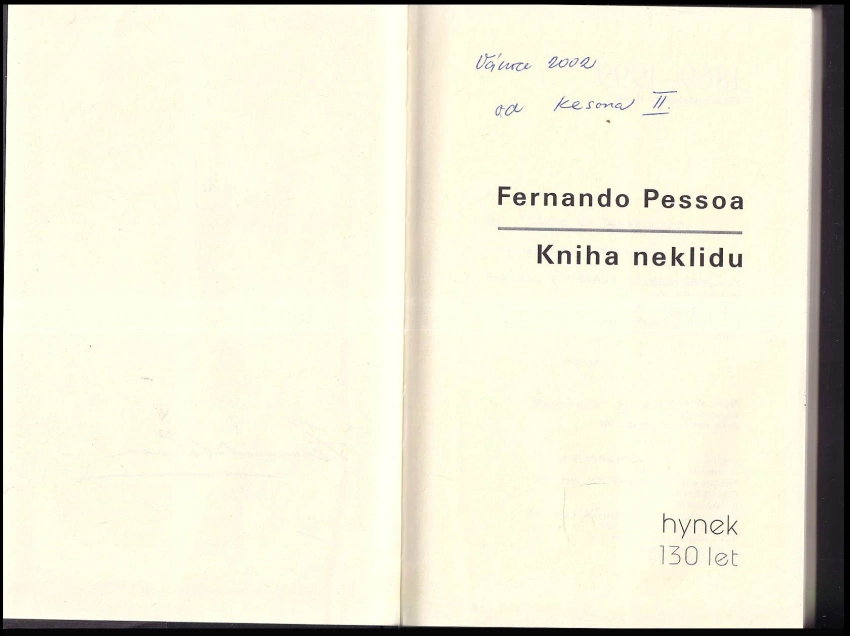 Vánoce 2002
od Kesona II.
Fernando Pessoa
Kniha neklidu
hynek
130 let